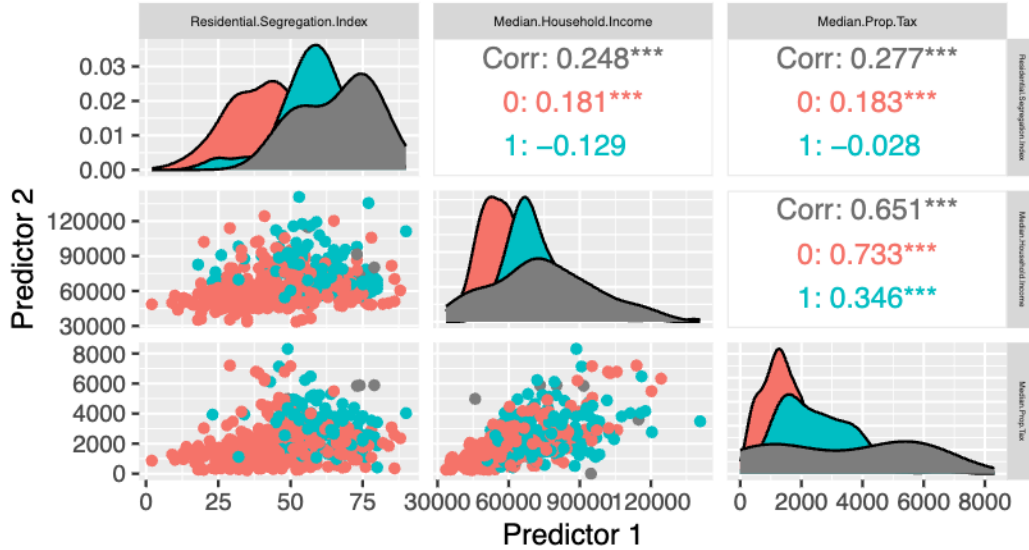 Residential.Segregation.Index Median.Household.Income Median.Prop.Tax
Predictor 2
0.03
0.02
0.01
0.00
Corr: 0.248***
0: 0.181***
1: −0.129
Corr: 0.277***
0: 0.183***
1: −0.028
Residential.Segregation.Index
120000
90000
60000
30000
Corr: 0.651***
0: 0.733***
1: 0.346***
Median.Household.Income
8000
6000
4000
2000
0
Median.Prop.Tax
0 25 50 75 30000 60000 90000 120000 0 2000 4000 6000 8000
Predictor 1